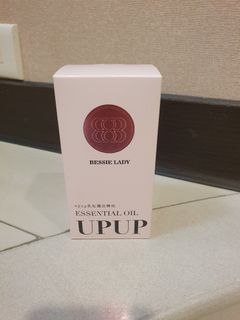 BESSIE LADY
ESSENTIAL OIL
UPUP